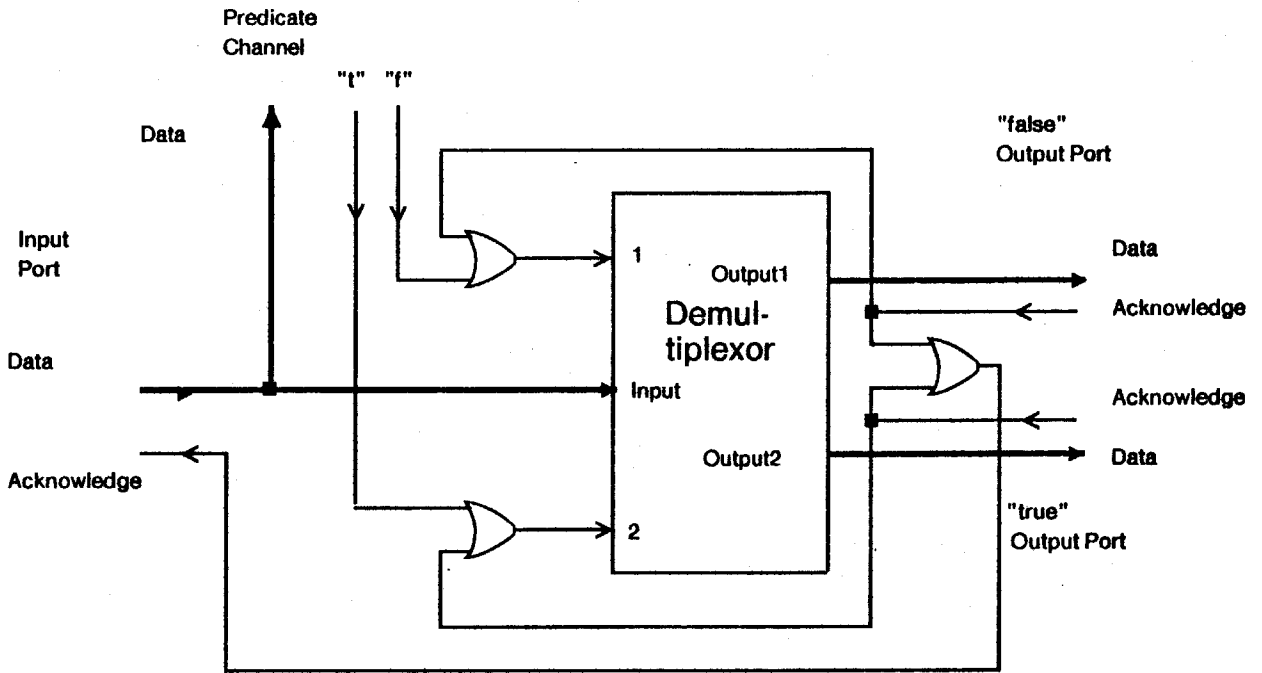 Predicate
Channel
"t" "f"
Data
"false"
Output Port
Input
Port
1
Data
Output1
Demul-
tiplexor
Acknowledge
Data
Input
Acknowledge
Output2
Data
Acknowledge
2
"true"
Output Port